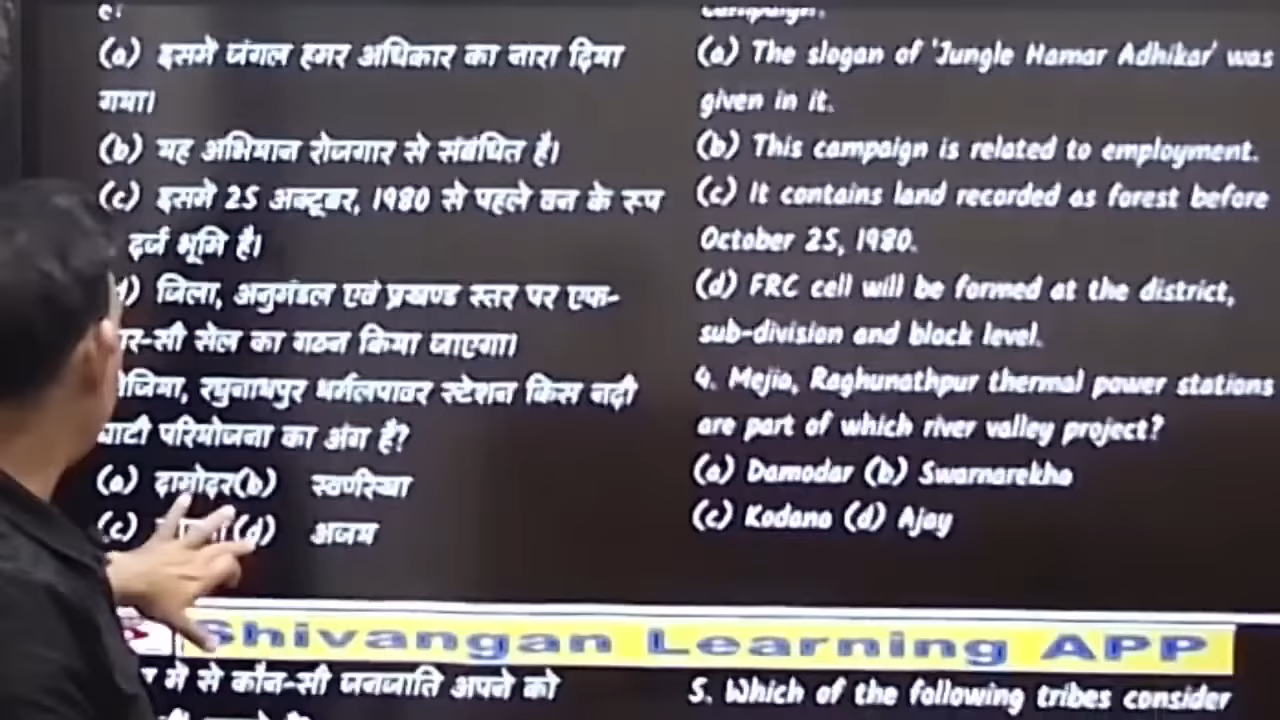 (a) इसमे जंगल हमर अधिकार का नारा दिया
गया।
(b) यह अभियान रोजगार से संबंधित है।
(c) इसमे 25 अक्टूबर, 1980 से पहले वन के रूप
दर्ज भूमि है।
जिला, अनुमंडल एवं प्रखण्ड स्तर पर एफ-
र-सी सेल का गठन किया जाएगा।
रघुनाथपुर थर्मलपावर स्टेशन किस नदी
घाटी परियोजना का अंग है?
(a) दामोदर (b) स्वर्णरेखा
(c) (d) अजय
campaign.
(a) The slogan of 'Jungle Hamar Adhikar' was
given in it.
(b) This campaign is related to employment.
(c) It contains land recorded as forest before
October 25, 1980.
(d) FRC cell will be formed at the district,
sub-division and block level.
4. Mejia, Raghunathpur thermal power stations
are part of which river valley project?
(a) Damodar (b) Swarnarekha
(c) Kodana (d) Ajay
Shivangan Learning APP
मे से कौन-सी जनजाति अपने को
5. Which of the following tribes consider